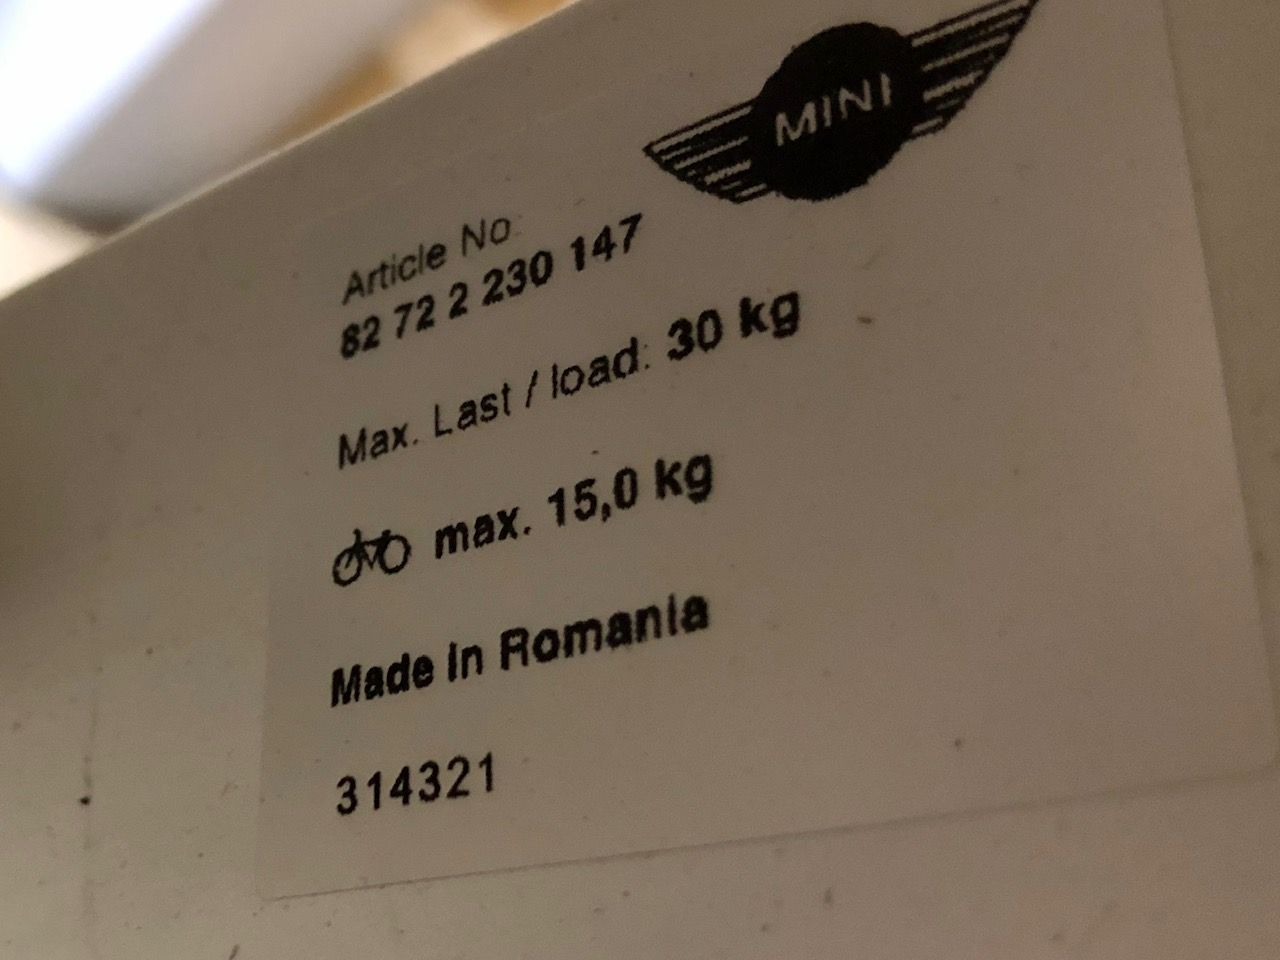 MINI
Article No.
82 72 2 230 147
Max. Last / load: 30 kg
max. 15,0 kg
Made in Romania
314321